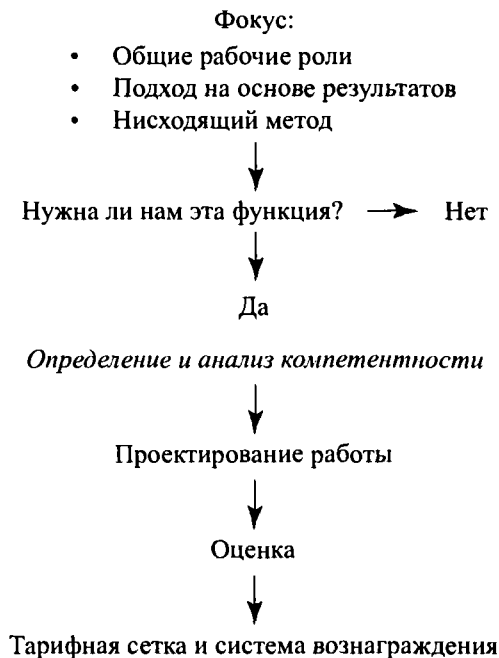 Фокус:
• Общие рабочие роли
• Подход на основе результатов
• Нисходящий метод
Нужна ли нам эта функция? → Нет
Да
Определение и анализ компетентности
Проектирование работы
Оценка
Тарифная сетка и система вознаграждения